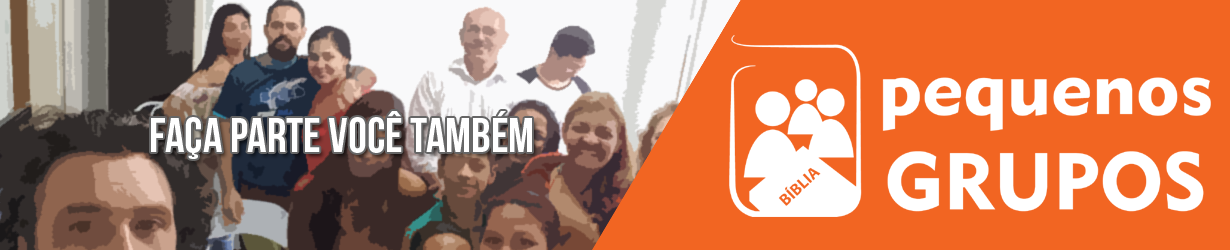 FAÇA PARTE VOCÊ TAMBÉM
pequenos
GRUPOS
BÍBLIA